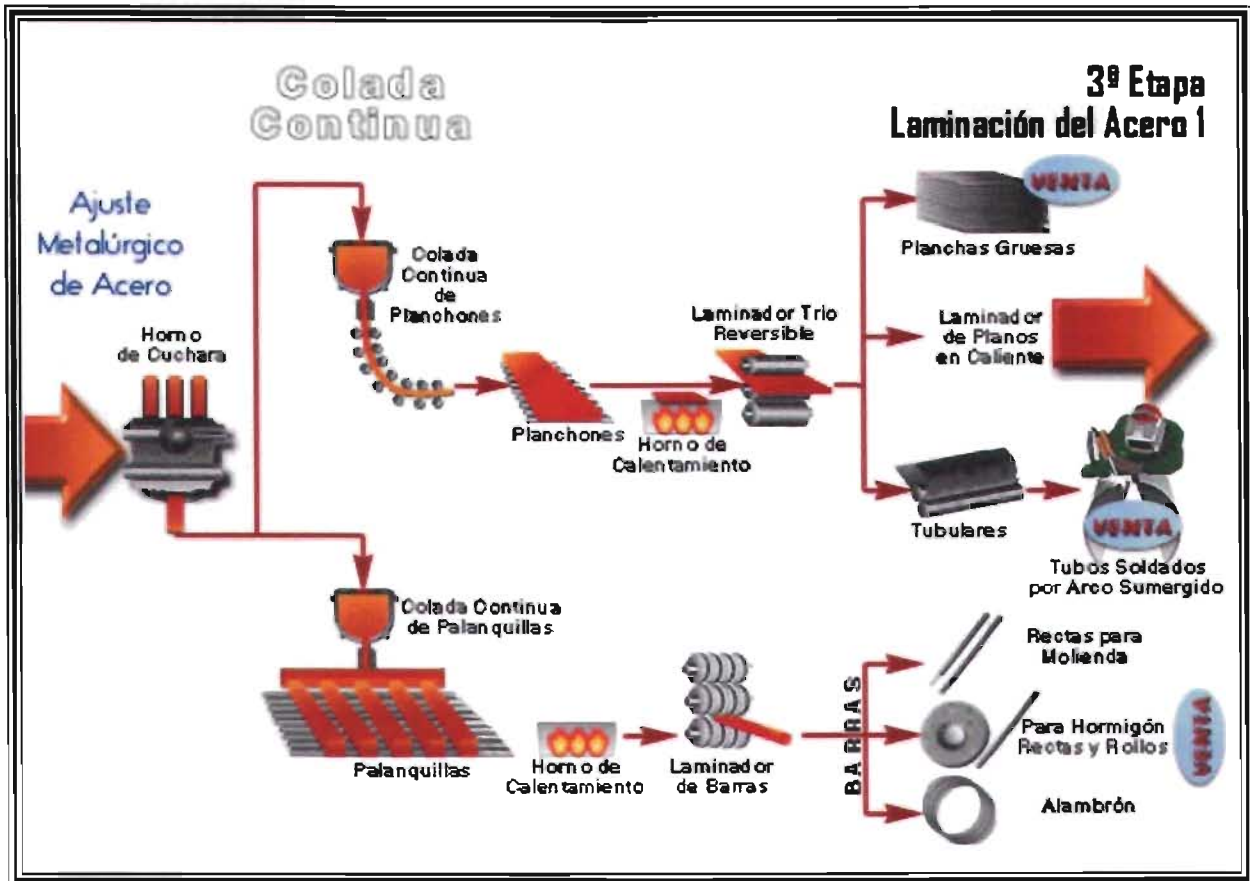 Colada
Continua
3ª Etapa
Laminación del Acero 1
Ajuste
Metalúrgico
de Acero
Horno
de Cuchara
Colada
Continua
de
Planchones
Planchones
Horno de
Calentamiento
Laminador Trio
Reversible
VENTA
Planchas Gruesas
Laminador
de Planos
en Caliente
Tubulares
VENTA
Tubos Soldados
por Arco Sumergido
Colada Continua
de Palanquillas
Palanquillas
Horno de
Calentamiento
Laminador
de Barras
BARRAS
Rectas para
Molienda
Para Hormigón
Rectas y Rollos
VENTA
Alambrón